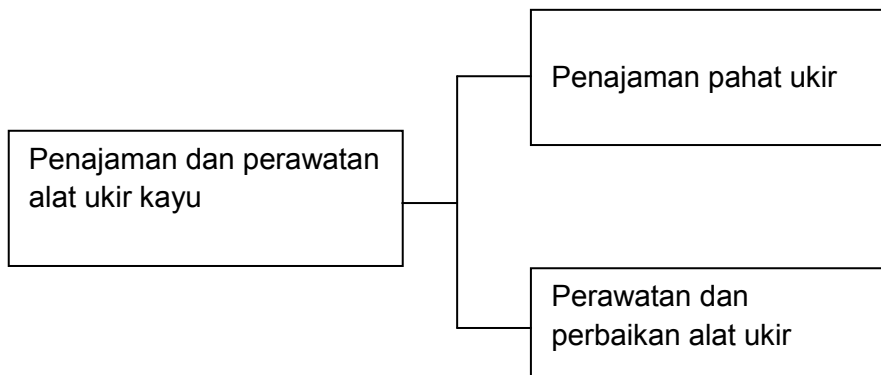 Penajaman pahat ukir
Penajaman dan perawatan
alat ukir kayu
Perawatan dan
perbaikan alat ukir